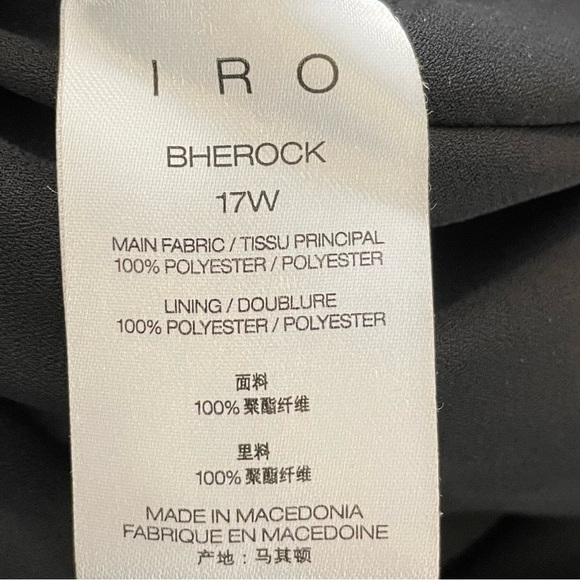 IRO
BHEROCK
17W
MAIN FABRIC / TISSU PRINCIPAL
100% POLYESTER / POLYESTER
LINING / DOUBLURE
100% POLYESTER / POLYESTER
面料
100% 聚酯纤维
里料
100% 聚酯纤维
MADE IN MACEDONIA
FABRIQUE EN MACEDOINE
产地：马其顿